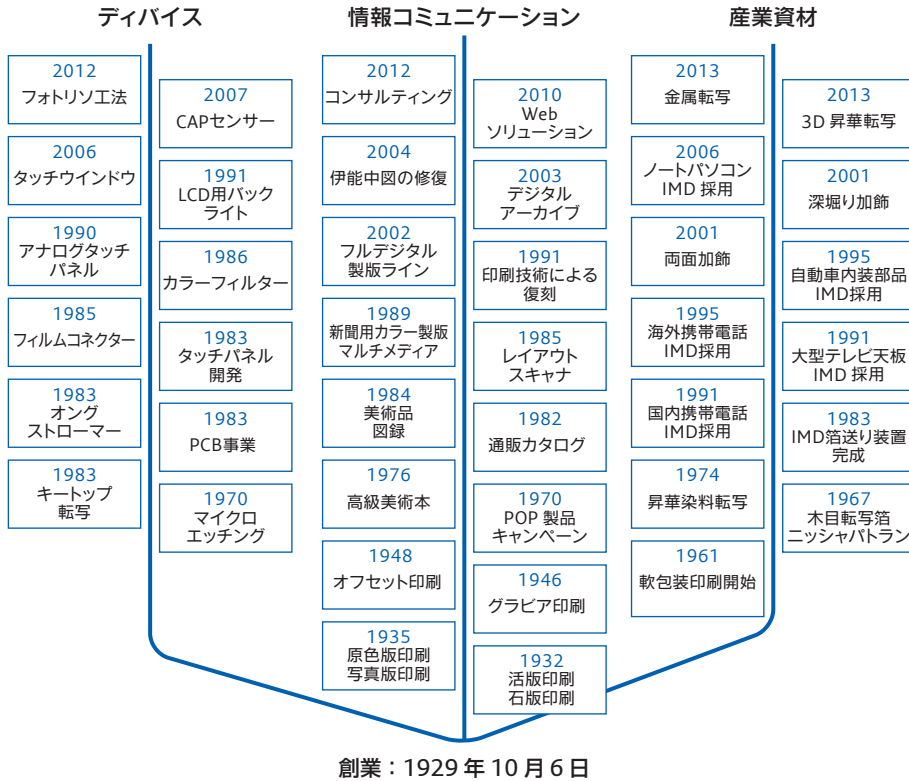 ディバイス
2012
フォトリソ工法
2007
CAPセンサー
2006
タッチウインドウ
1991
LCD用バック
ライト
1990
アナログタッチ
パネル
1986
カラーフィルター
1985
フィルムコネクター
1983
タッチパネル
開発
1983
オング
ストローマー
1983
PCB事業
1983
キートップ
転写
1970
マイクロ
エッチング
情報コミュニケーション
2012
コンサルティング
2010
Web
ソリューション
2004
伊能中図の修復
2003
デジタル
アーカイブ
2002
フルデジタル
製版ライン
1991
印刷技術による
復刻
1989
新聞用カラー製版
マルチメディア
1985
レイアウト
スキャナ
1984
美術品
図録
1982
通販カタログ
1976
高級美術本
1970
POP 製品
キャンペーン
1948
オフセット印刷
1946
グラビア印刷
1935
原色版印刷
写真版印刷
1932
活版印刷
石版印刷
産業資材
2013
金属転写
2013
3D 昇華転写
2006
ノートパソコン
IMD 採用
2001
深堀り加飾
2001
両面加飾
1995
自動車内装部品
IMD採用
1995
海外携帯電話
IMD採用
1991
大型テレビ天板
IMD 採用
1991
国内携帯電話
IMD採用
1983
IMD箔送り装置
完成
1974
昇華染料転写
1967
木目転写箔
ニッシャパトラン
1961
軟包装印刷開始
創業：1929 年 10 月 6 日